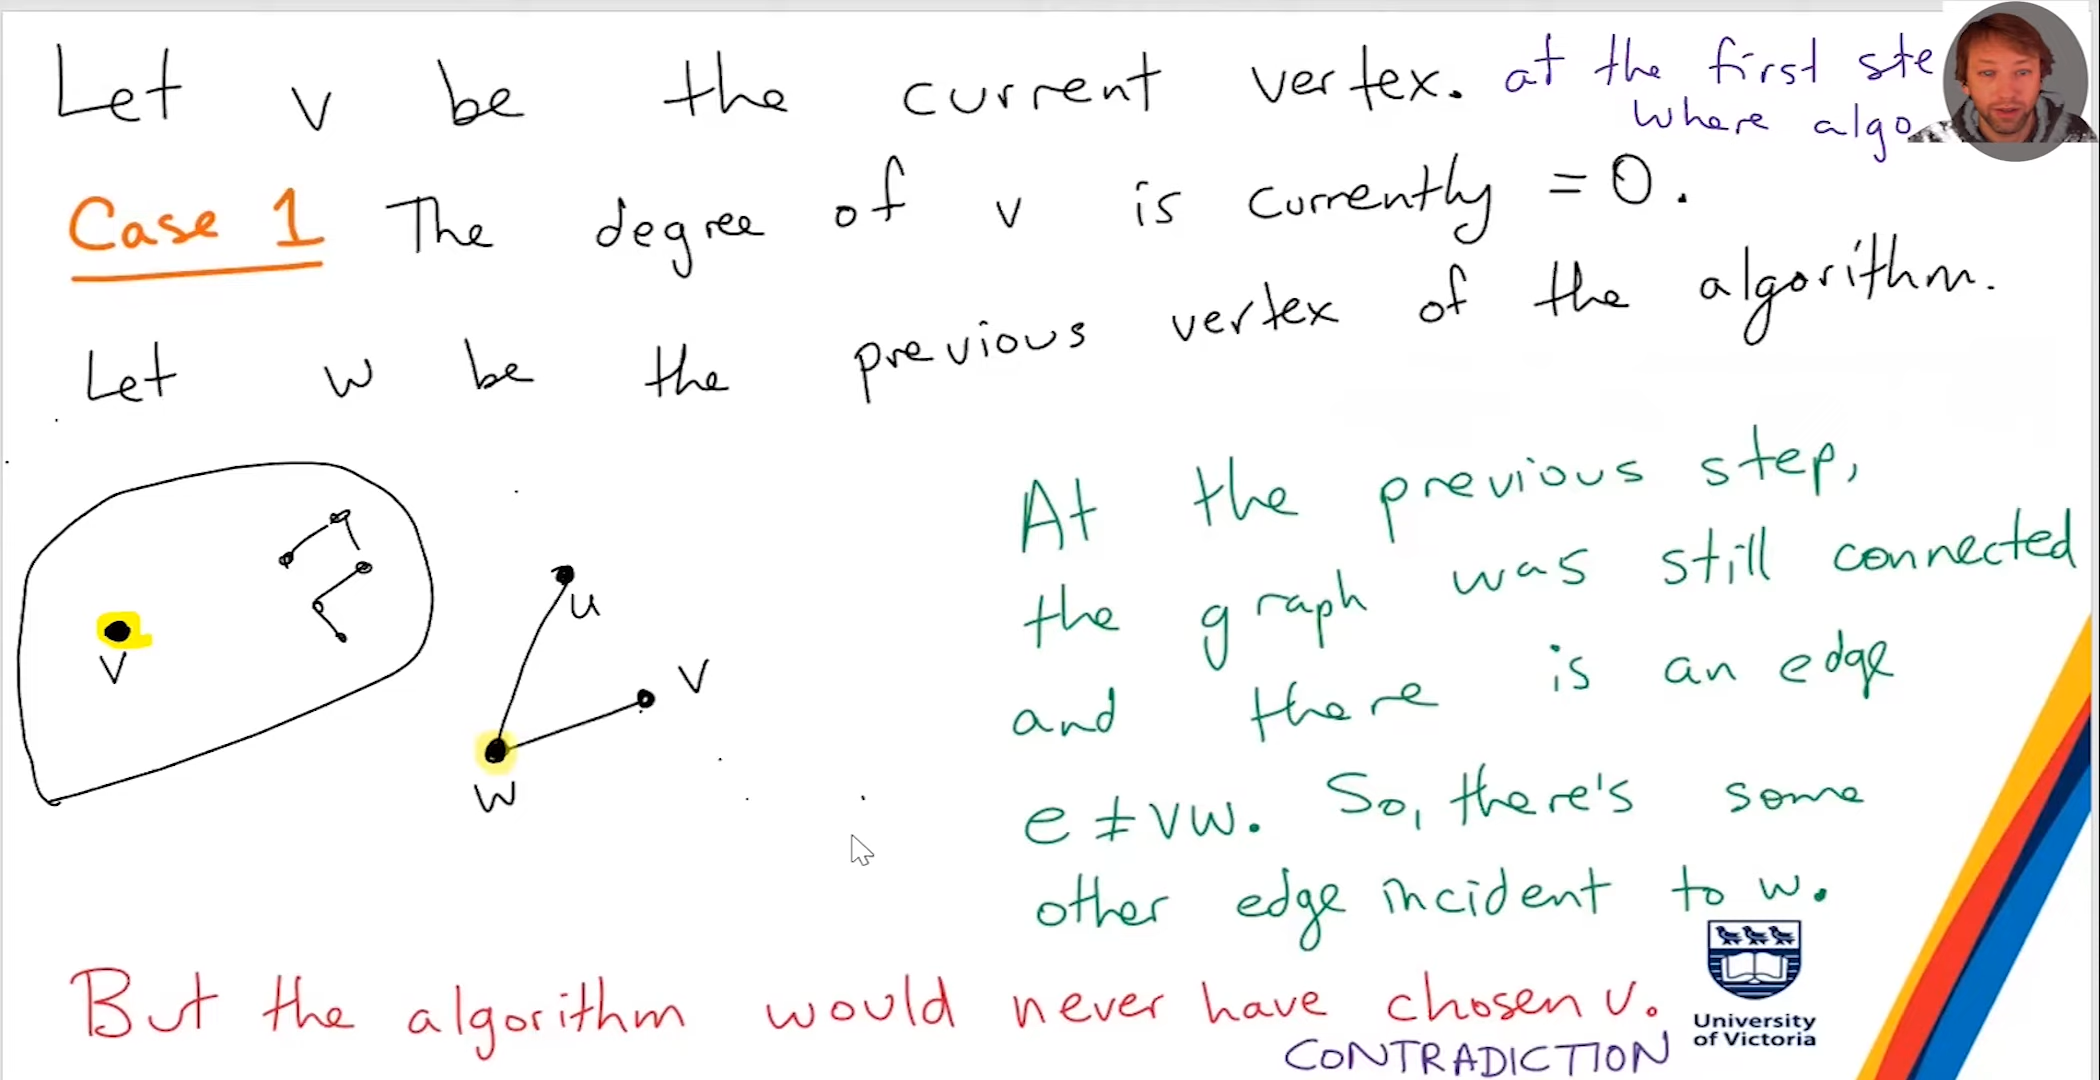 Let v be the current vertex. at the first ste
where algo
Case 1 The degree of v is currently = 0.
Let w be the previous vertex of the algorithm.
At the previous step,
the graph was still connected
and there is an edge
e ≠ vw. So, there's some
other edge incident to w.
u
v
v
w
But the algorithm would never have chosen v.
CONTRADICTION
University
of Victoria